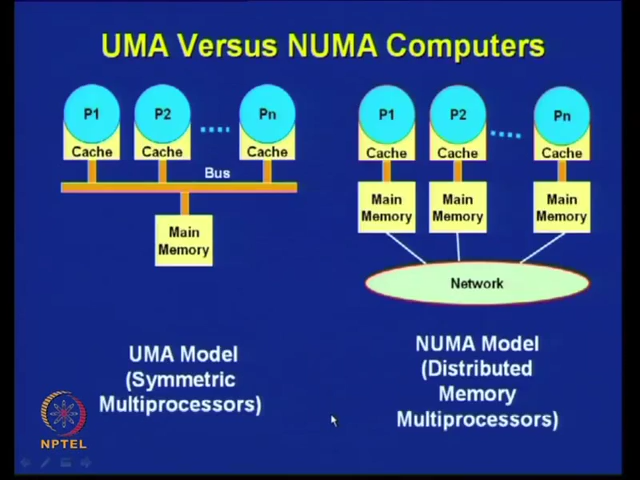 UMA Versus NUMA Computers
P1
P2
Pn
Cache
Cache
Cache
Bus
Main
Memory
UMA Model
(Symmetric
Multiprocessors)
P1
P2
Pn
Cache
Cache
Cache
Main
Memory
Main
Memory
Main
Memory
Network
NUMA Model
(Distributed
Memory
Multiprocessors)
NPTEL